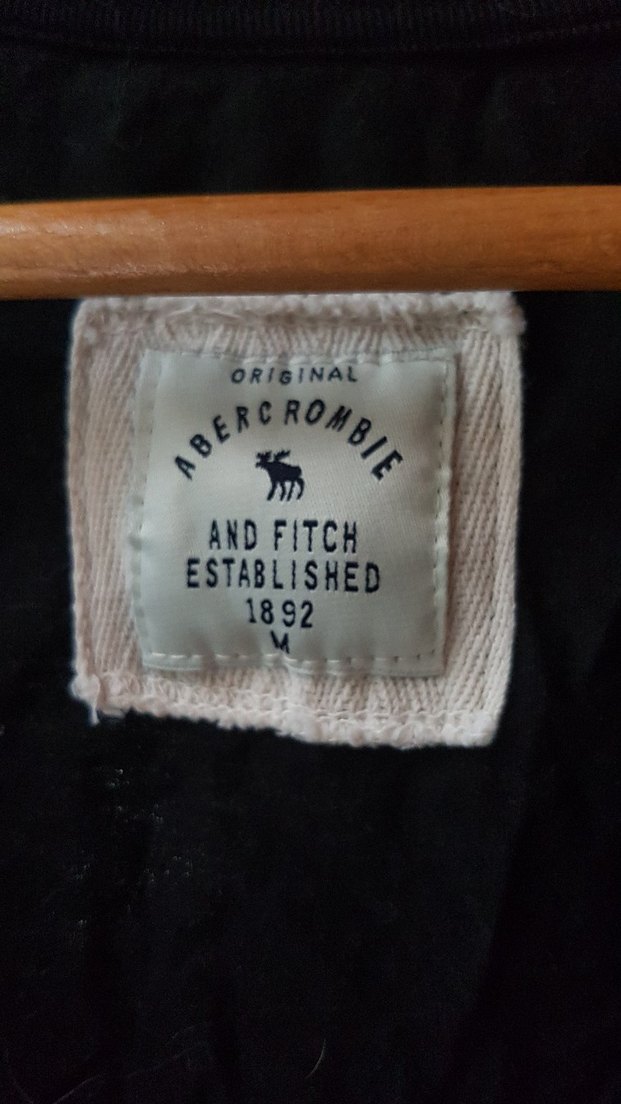 ORIGINAL
ABERCROMBIE
AND FITCH
ESTABLISHED
1892
M